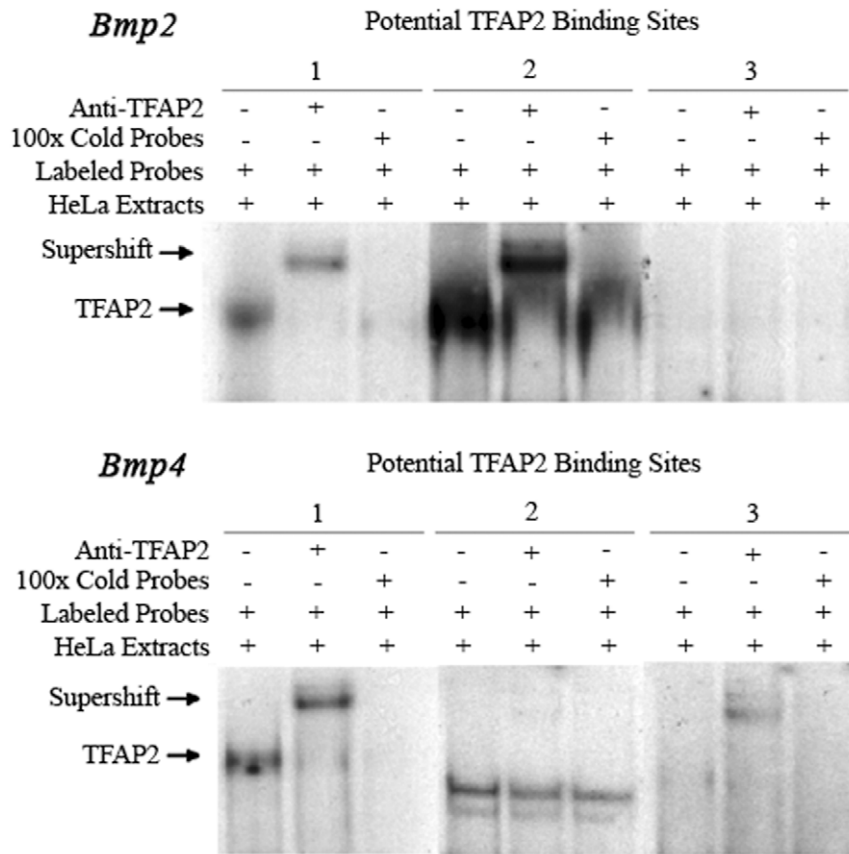 Bmp2 Potential TFAP2 Binding Sites
1 2 3
Anti-TFAP2 - + - - + - - + -
100x Cold Probes - - + - - + - - +
Labeled Probes + + + + + + + + +
HeLa Extracts + + + + + + + + +
Supershift →
TFAP2 →
Bmp4 Potential TFAP2 Binding Sites
1 2 3
Anti-TFAP2 - + - - + - - + -
100x Cold Probes - - + - - + - - +
Labeled Probes + + + + + + + + +
HeLa Extracts + + + + + + + + +
Supershift →
TFAP2 →